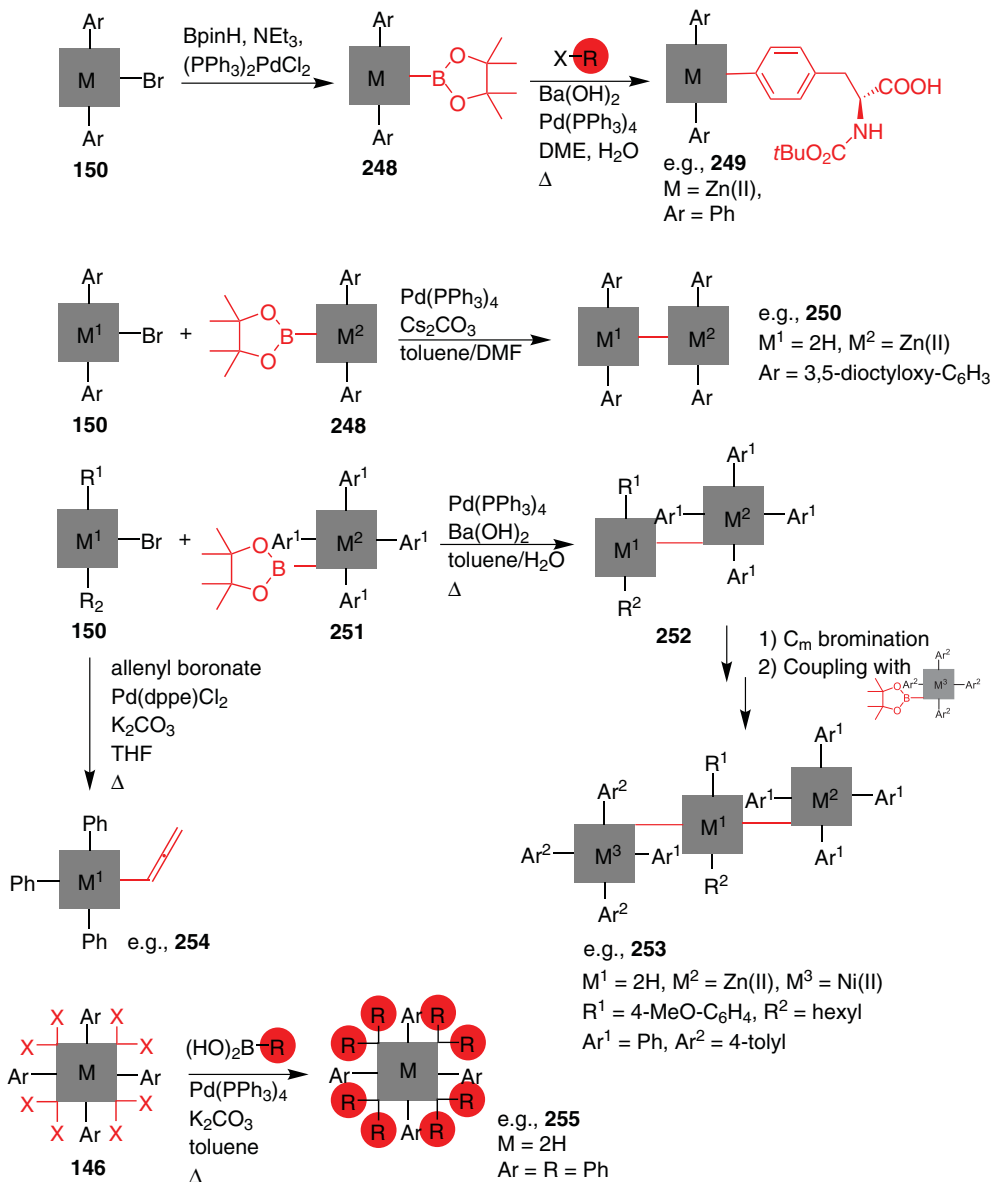 Ar
M
Br
Ar
150
BpinH, NEt3,
(PPh3)2PdCl2
Ar
M
B
O
O
Ar
248
X R
Ba(OH)2
Pd(PPh3)4
DME, H2O
Δ
Ar
M
Ar
COOH
NH
tBuO2C
e.g., 249
M = Zn(II),
Ar = Ph
Ar
M1
Br
Ar
150
+
O
B
O
Ar
M2
Ar
248
Pd(PPh3)4
Cs2CO3
toluene/DMF
Ar
M1
Ar
Ar
M2
Ar
e.g., 250
M1 = 2H, M2 = Zn(II)
Ar = 3,5-dioctyloxy-C6H3
R1
M1
Br
R2
150
+
O
B
O
Ar1
Ar1
M2
Ar1
Ar1
251
Pd(PPh3)4
Ba(OH)2
toluene/H2O
Δ
R1
M1
R2
Ar1
Ar1
M2
Ar1
Ar1
252
1) Cm bromination
2) Coupling with
O
B
O
Ar2
Ar2
M3
Ar2
Ar2
allenyl boronate
Pd(dppe)Cl2
K2CO3
THF
Δ
Ph
Ph
M1
Ph
e.g., 254
Ar2
Ar2
M3
Ar1
Ar2
R1
M1
R2
Ar1
Ar1
M2
Ar1
Ar1
e.g., 253
M1 = 2H, M2 = Zn(II), M3 = Ni(II)
R1 = 4-MeO-C6H4, R2 = hexyl
Ar1 = Ph, Ar2 = 4-tolyl
X Ar X
X X
Ar M Ar
X X
X Ar X
146
(HO)2B R
Pd(PPh3)4
K2CO3
toluene
Δ
R Ar R
R R
Ar M Ar
R R
R Ar R
e.g., 255
M = 2H
Ar = R = Ph